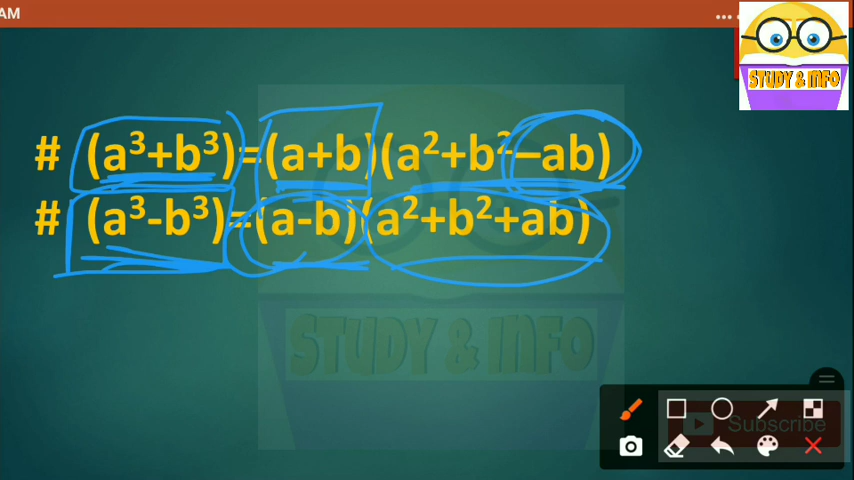 AM
STUDY & INFO
# (a³+b³)=(a+b)(a²+b²−ab)
# (a³-b³)=(a-b)(a²+b²+ab)
STUDY & INFO
Subscribe